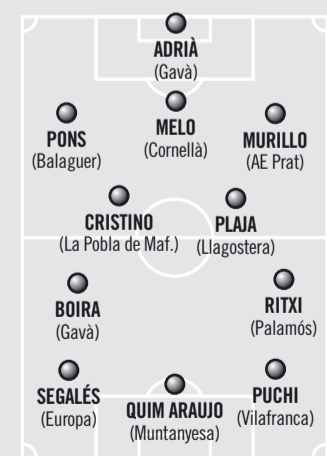 ADRIÀ
(Gavà)
PONS
(Balaguer)
MELO
(Cornellà)
MURILLO
(AE Prat)
CRISTINO
(La Pobla de Maf.)
PLAJA
(Llagostera)
BOIRA
(Gavà)
RITXI
(Palamós)
SEGALÉS
(Europa)
QUIM ARAUJO
(Muntanyesa)
PUCHI
(Vilafranca)